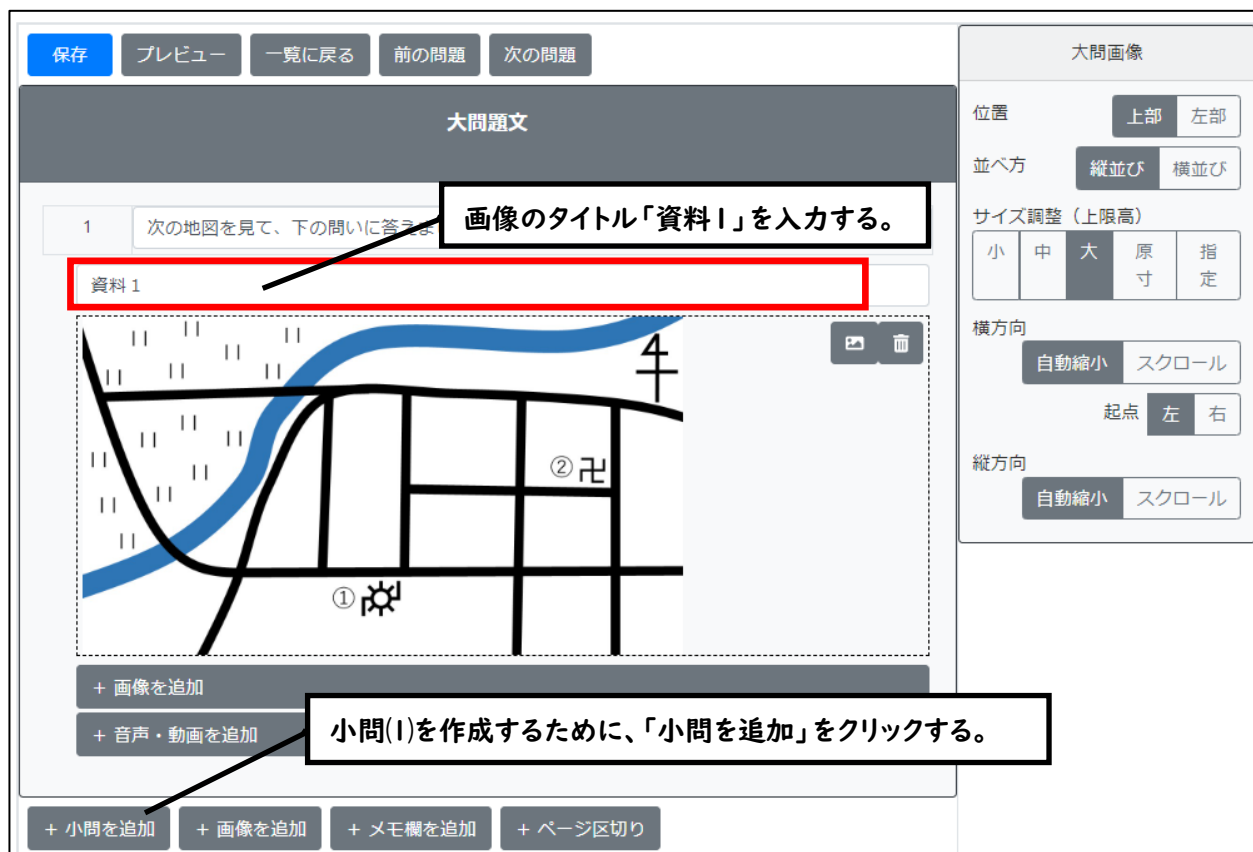 保存 プレビュー 一覧に戻る 前の問題 次の問題
大問題文
1 次の地図を見て、下の問いに答えま
画像のタイトル「資料1」を入力する。
資料1
4
②卍
①
+ 画像を追加
+ 音声・動画を追加
小問(1)を作成するために、「小問を追加」をクリックする。
+ 小問を追加 + 画像を追加 + メモ欄を追加 + ページ区切り
大問画像
位置 上部 左部
並べ方 縦並び 横並び
サイズ調整（上限高）
小 中 大 原寸 指定
横方向
自動縮小 スクロール
起点 左 右
縦方向
自動縮小 スクロール